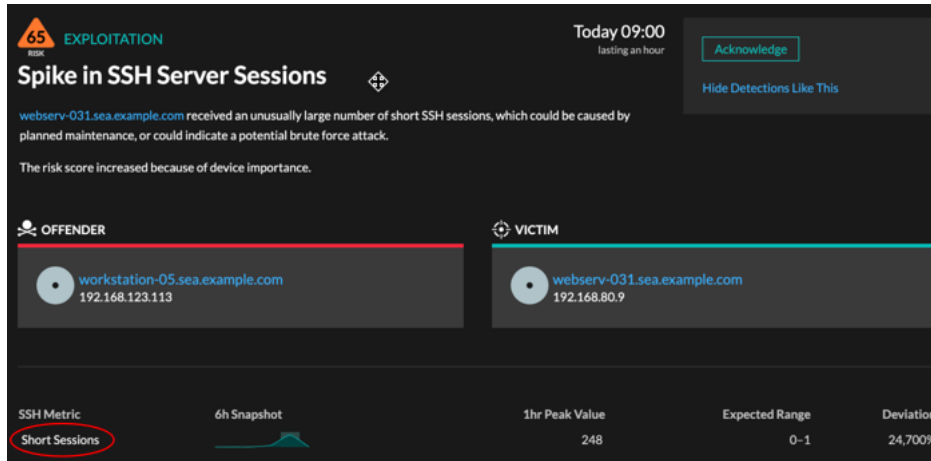 65
RISK
EXPLOITATION
Today 09:00
lasting an hour
Acknowledge
Spike in SSH Server Sessions
Hide Detections Like This
webserv-031.sea.example.com received an unusually large number of short SSH sessions, which could be caused by
planned maintenance, or could indicate a potential brute force attack.
The risk score increased because of device importance.
OFFENDER
VICTIM
workstation-05.sea.example.com
192.168.123.113
webserv-031.sea.example.com
192.168.80.9
SSH Metric 6h Snapshot 1hr Peak Value Expected Range Deviation
Short Sessions 248 0–1 24,700%